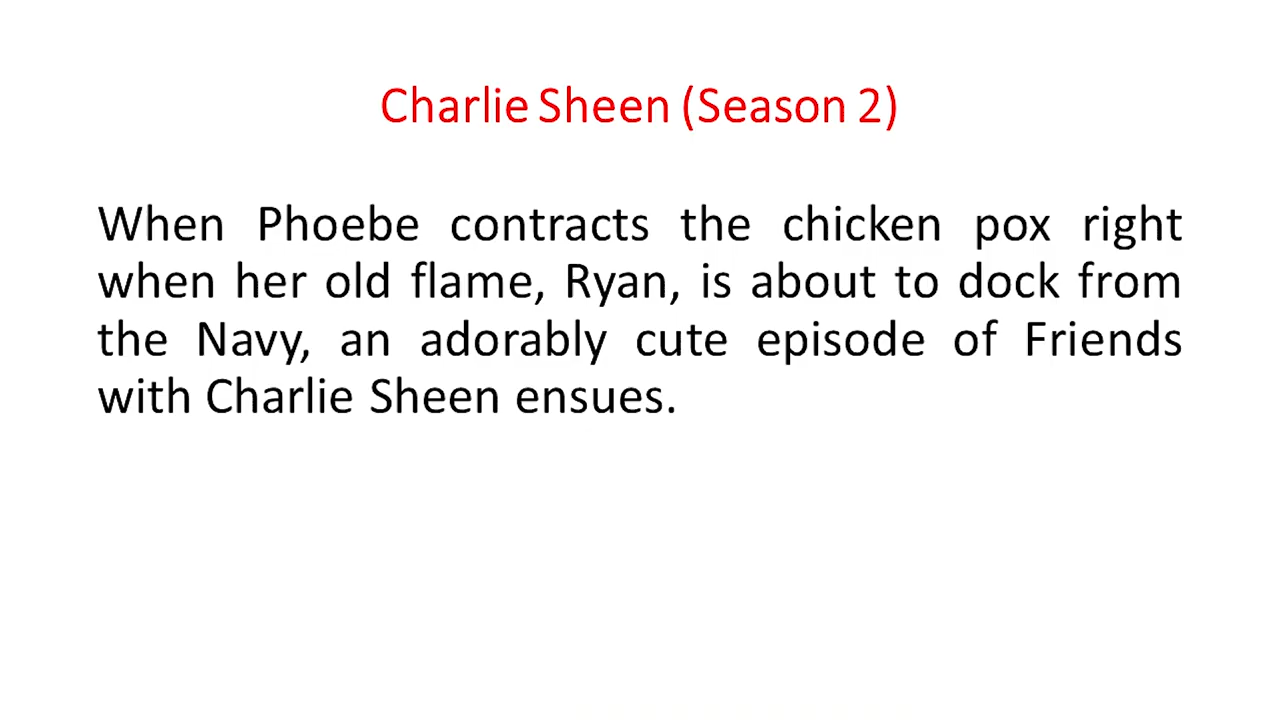 Charlie Sheen (Season 2)
When Phoebe contracts the chicken pox right
when her old flame, Ryan, is about to dock from
the Navy, an adorably cute episode of Friends
with Charlie Sheen ensues.